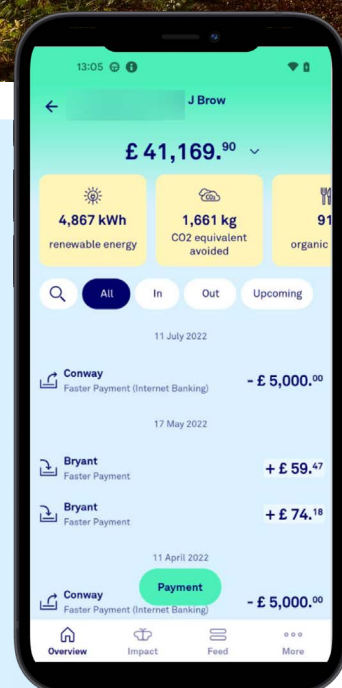 13:05
J Brow
£ 41,169.90
4,867 kWh
renewable energy
1,661 kg
CO2 equivalent
avoided
91
organic
All In Out Upcoming
11 July 2022
Conway
Faster Payment (Internet Banking)
- £ 5,000.00
17 May 2022
Bryant
Faster Payment
+ £ 59.47
Bryant
Faster Payment
+ £ 74.18
11 April 2022
Conway
Faster Payment (Internet Banking)
- £ 5,000.00
Payment
Overview Impact Feed More